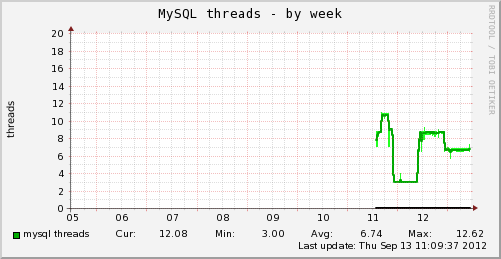 MySQL threads - by week
RRDTOOL / TOBI OETIKER
threads
20
18
16
14
12
10
8
6
4
2
0
05 06 07 08 09 10 11 12
mysql threads Cur: 12.08 Min: 3.00 Avg: 6.74 Max: 12.62
Last update: Thu Sep 13 11:09:37 2012